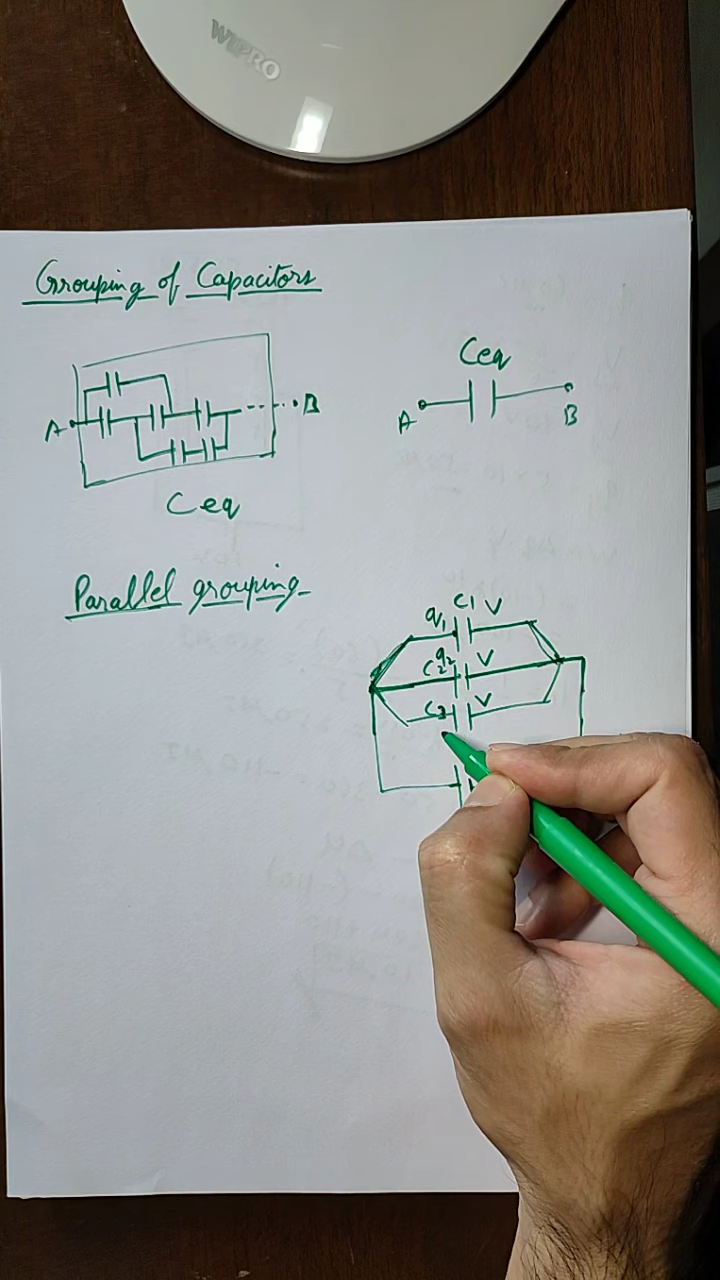 WIPRO
Grouping of Capacitors
Ceq
A B
A B
Ceq
Parallel grouping
C1 V
q1
C2 q2 V
C3 V